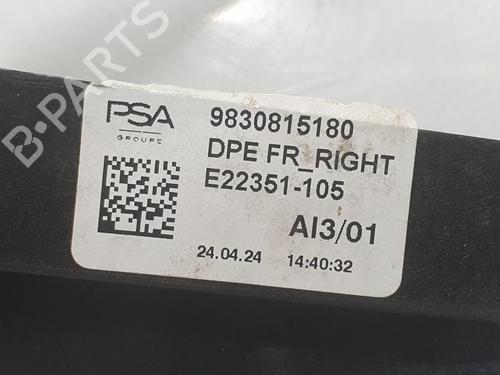 B-PARTS
PSA
GROUPE
9830815180
DPE FR_RIGHT
E22351-105
AI3/01
24.04.24 14:40:32